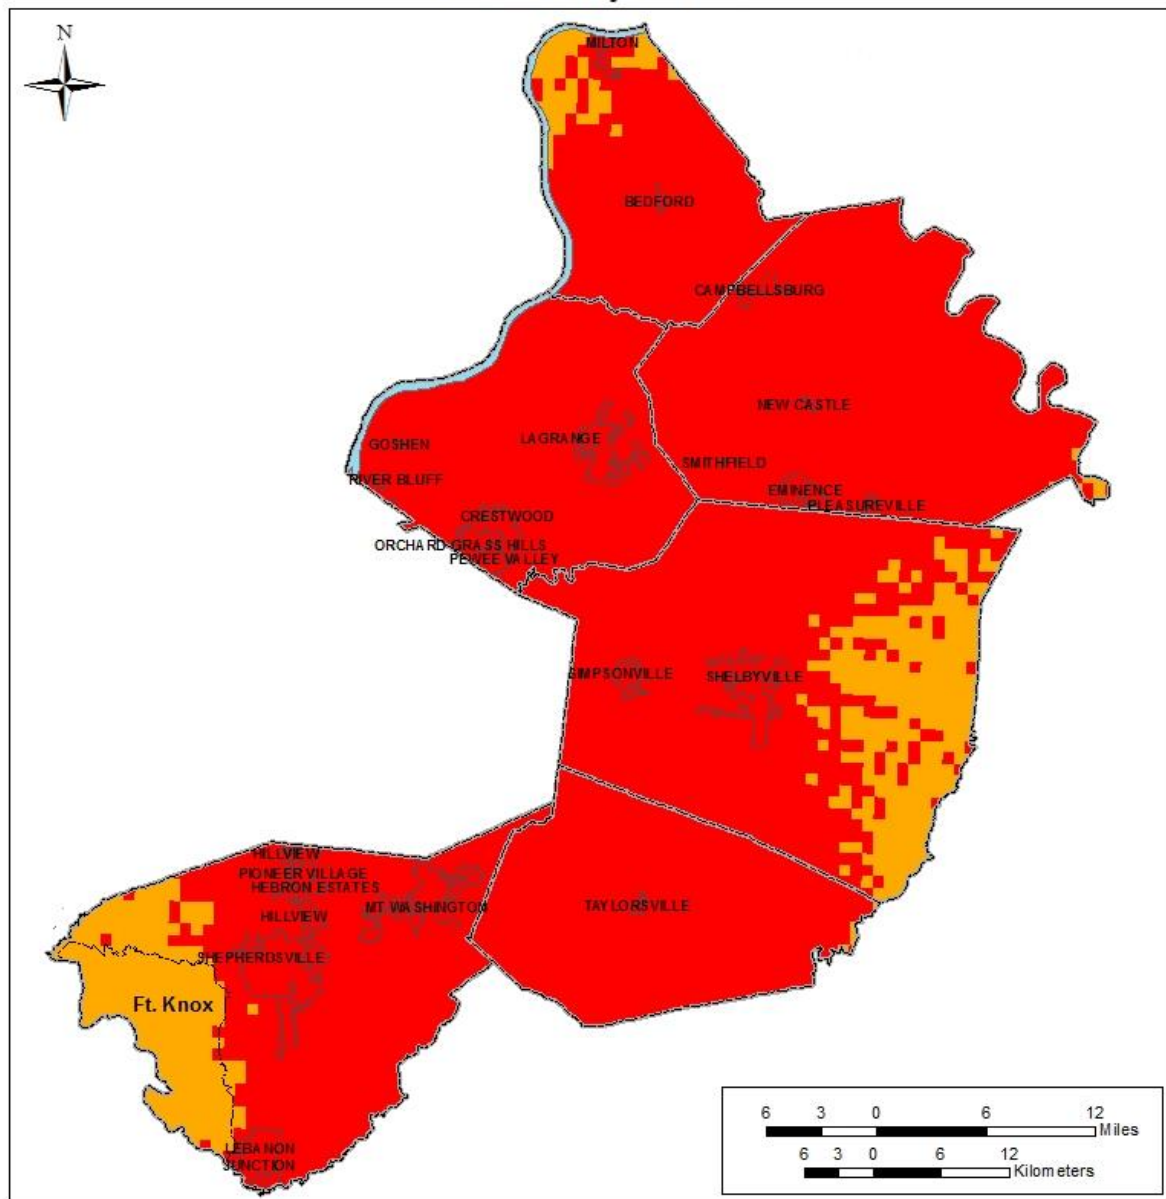 N
MILTON
BEDFORD
CAMPBELLSBURG
NEW CASTLE
GOSHEN
LAGRANGE
SMITHFIELD
RIVER BLUFF
EMINENCE
PLEASUREVILLE
CRESTWOOD
ORCHARD GRASS HILLS
PEWEE VALLEY
SIMPSONVILLE
SHELBYVILLE
HILLVIEW
PIONEER VILLAGE
HEBRON ESTATES
MT WASHINGTON
TAYLORSVILLE
HILLVIEW
SHEPHERDSVILLE
Ft. Knox
LEBANON
JUNCTION
6 3 0 6 12
Miles
6 3 0 6 12
Kilometers